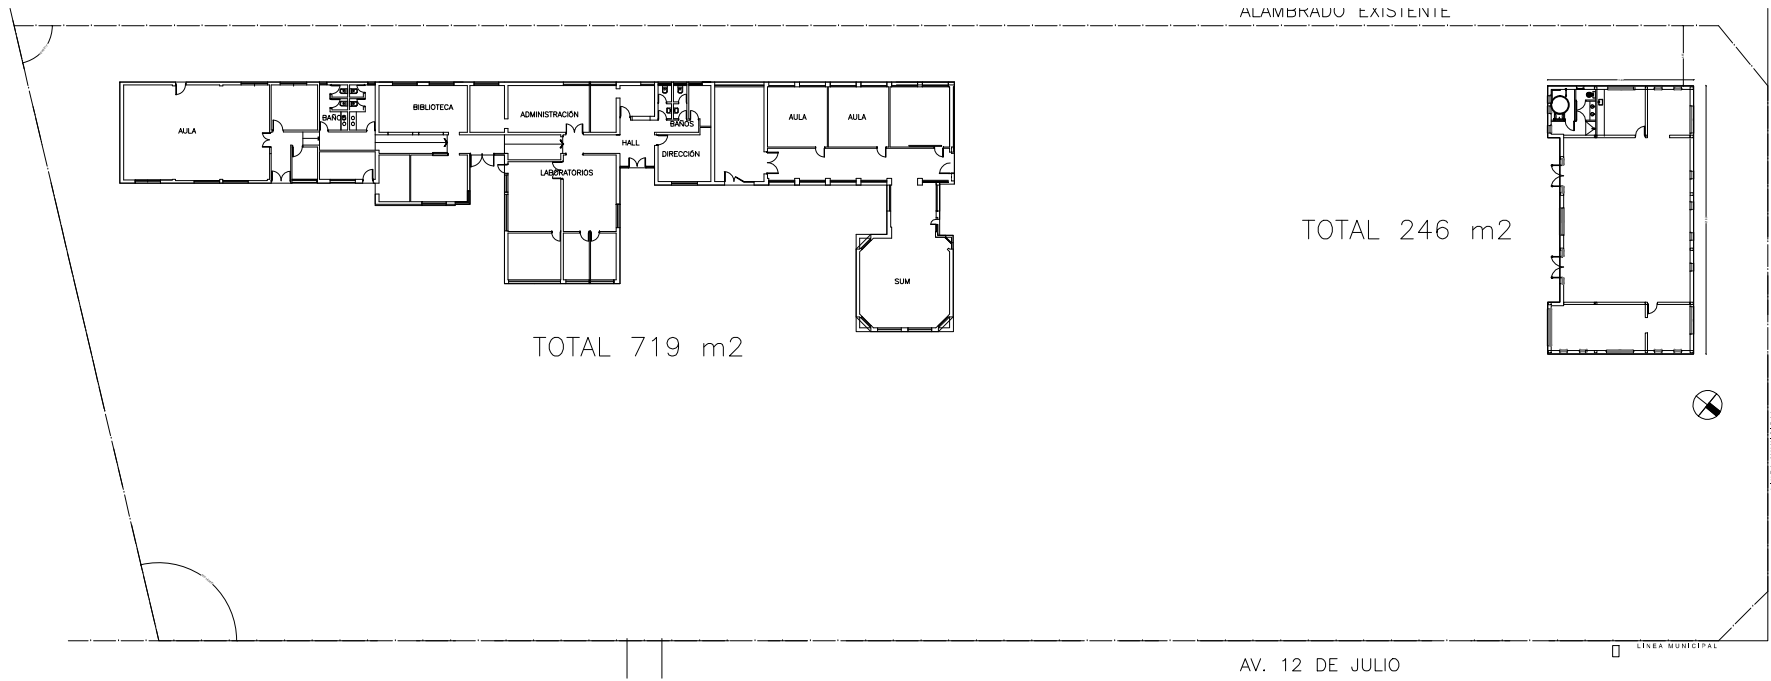 ALAMBRADO EXISTENTE
AULA
BAÑOS
BIBLIOTECA
ADMINISTRACIÓN
HALL
BAÑOS
DIRECCIÓN
LABORATORIOS
AULA
AULA
SUM
TOTAL 246 m2
TOTAL 719 m2
LÍNEA MUNICIPAL
AV. 12 DE JULIO